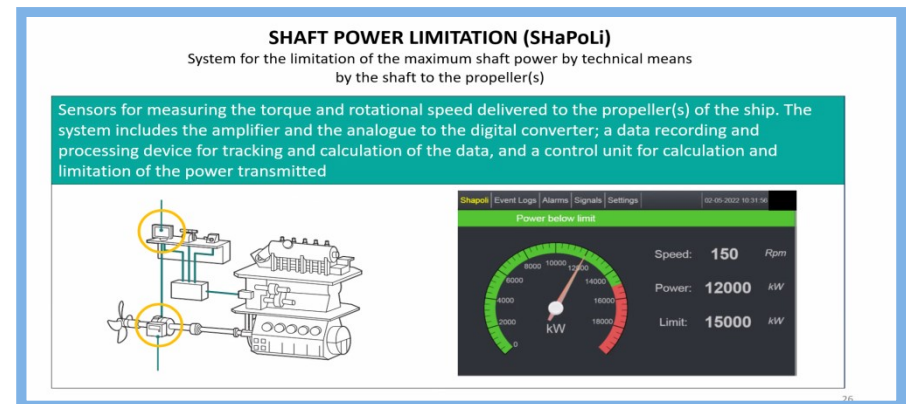 SHAFT POWER LIMITATION (SHaPoLi)
System for the limitation of the maximum shaft power by technical means
by the shaft to the propeller(s)
Sensors for measuring the torque and rotational speed delivered to the propeller(s) of the ship. The
system includes the amplifier and the analogue to the digital converter; a data recording and
processing device for tracking and calculation of the data, and a control unit for calculation and
limitation of the power transmitted
Shapoli Event Logs Alarms Signals Settings 02-05-2022 10:31:56
Power below limit
0 2000 4000 6000 8000 10000 12000 14000 16000 18000
kW
Speed: 150 Rpm
Power: 12000 kW
Limit: 15000 kW
26